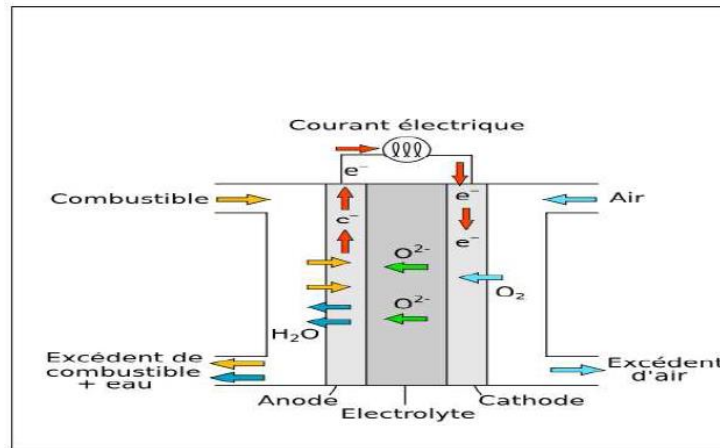 Courant électrique
e⁻
Combustible
e⁻
Air
e⁻
e⁻
O²⁻
O₂
O²⁻
H₂O
Excédent de
combustible
+ eau
Excédent
d'air
Anode
Cathode
Electrolyte